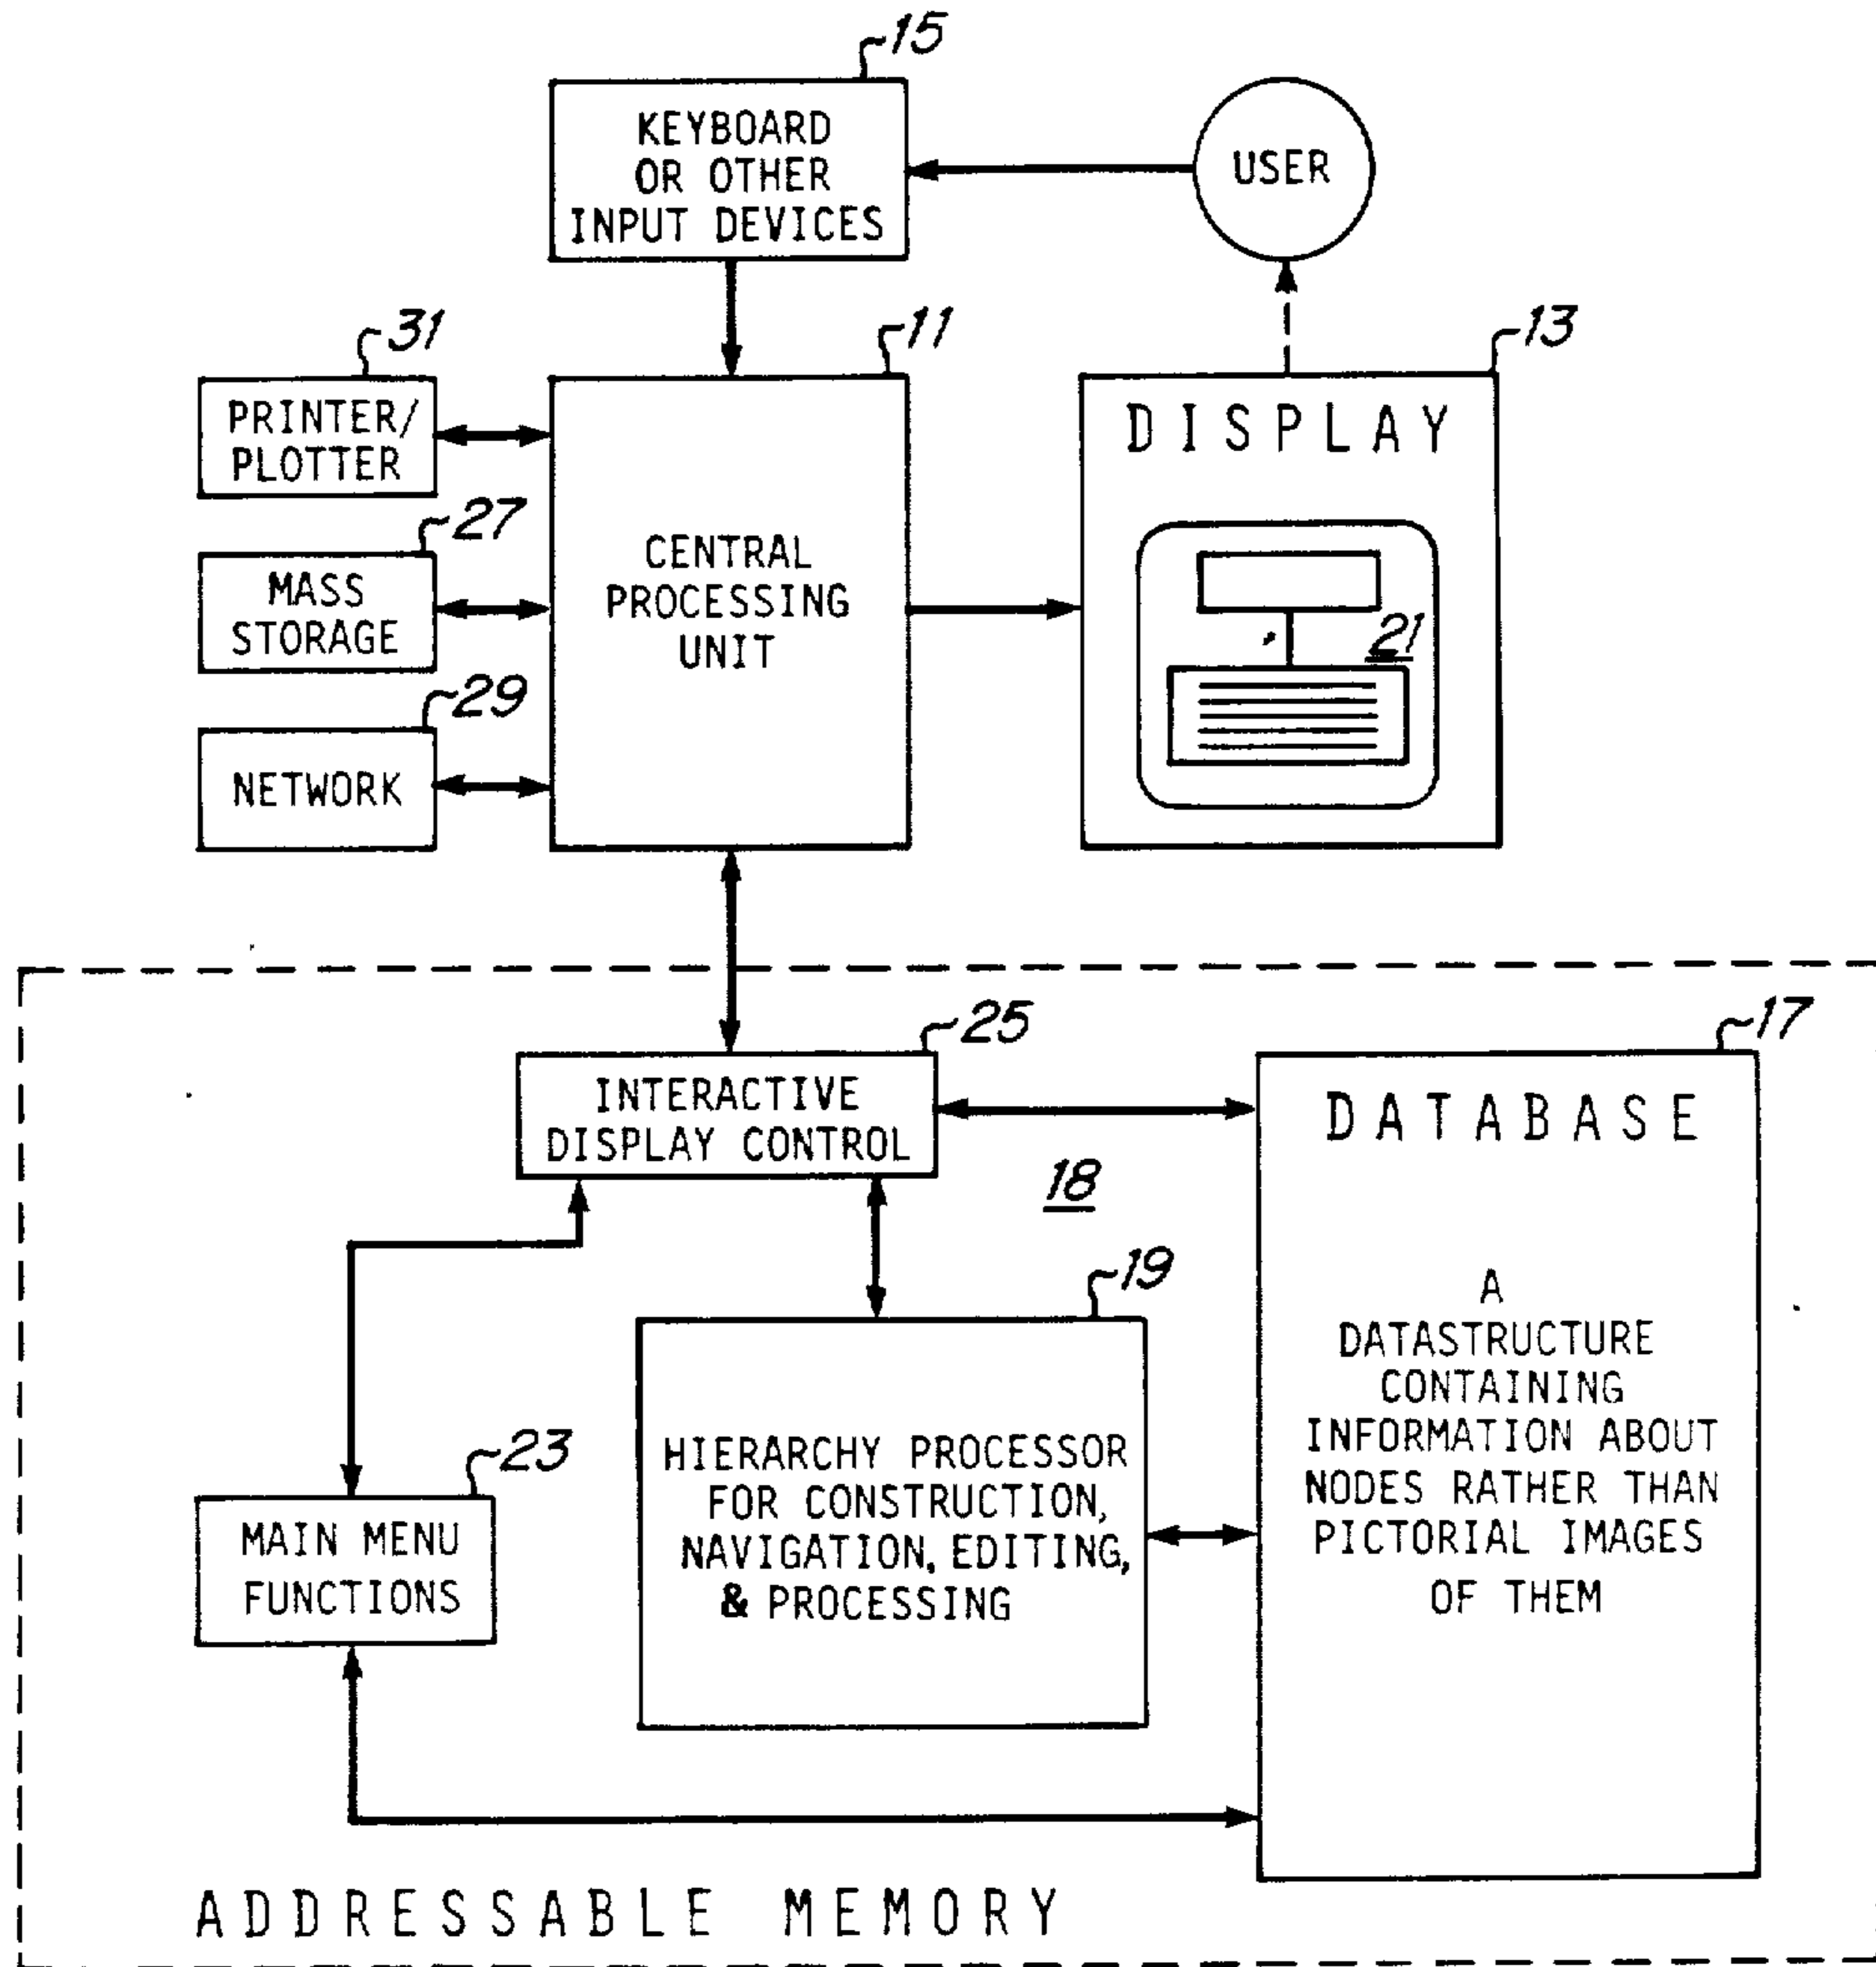 15
KEYBOARD
OR OTHER
INPUT DEVICES
USER
31
PRINTER/
PLOTTER
27
MASS
STORAGE
29
NETWORK
11
CENTRAL
PROCESSING
UNIT
13
DISPLAY
21
25
INTERACTIVE
DISPLAY CONTROL
18
17
DATABASE
A
DATASTRUCTURE
CONTAINING
INFORMATION ABOUT
NODES RATHER THAN
PICTORIAL IMAGES
OF THEM
19
HIERARCHY PROCESSOR
FOR CONSTRUCTION,
NAVIGATION, EDITING,
& PROCESSING
23
MAIN MENU
FUNCTIONS
ADDRESSABLE MEMORY